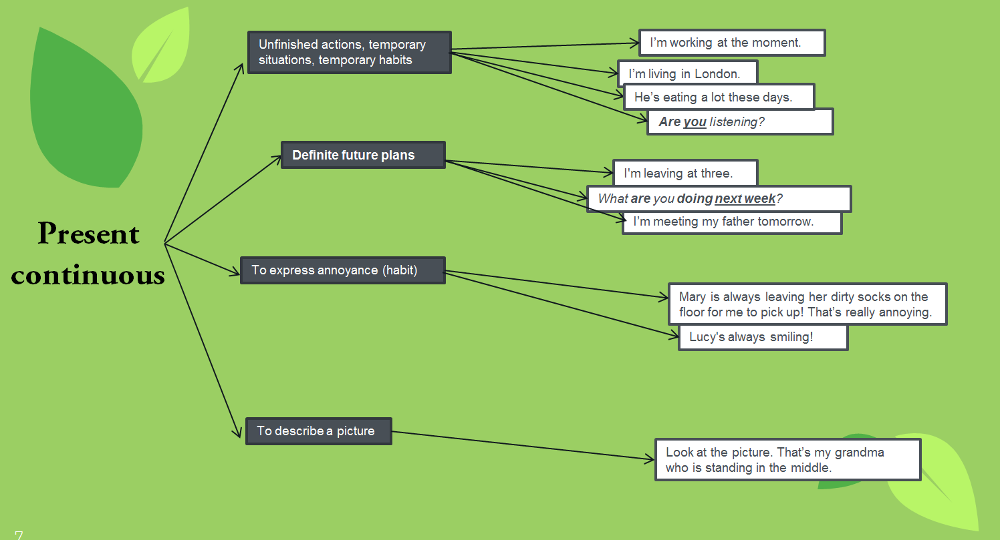 Present
continuous
Unfinished actions, temporary
situations, temporary habits
I'm working at the moment.
I'm living in London.
He's eating a lot these days.
Are you listening?
Definite future plans
I'm leaving at three.
What are you doing next week?
I'm meeting my father tomorrow.
To express annoyance (habit)
Mary is always leaving her dirty socks on the
floor for me to pick up! That's really annoying.
Lucy's always smiling!
To describe a picture
Look at the picture. That's my grandma
who is standing in the middle.
7